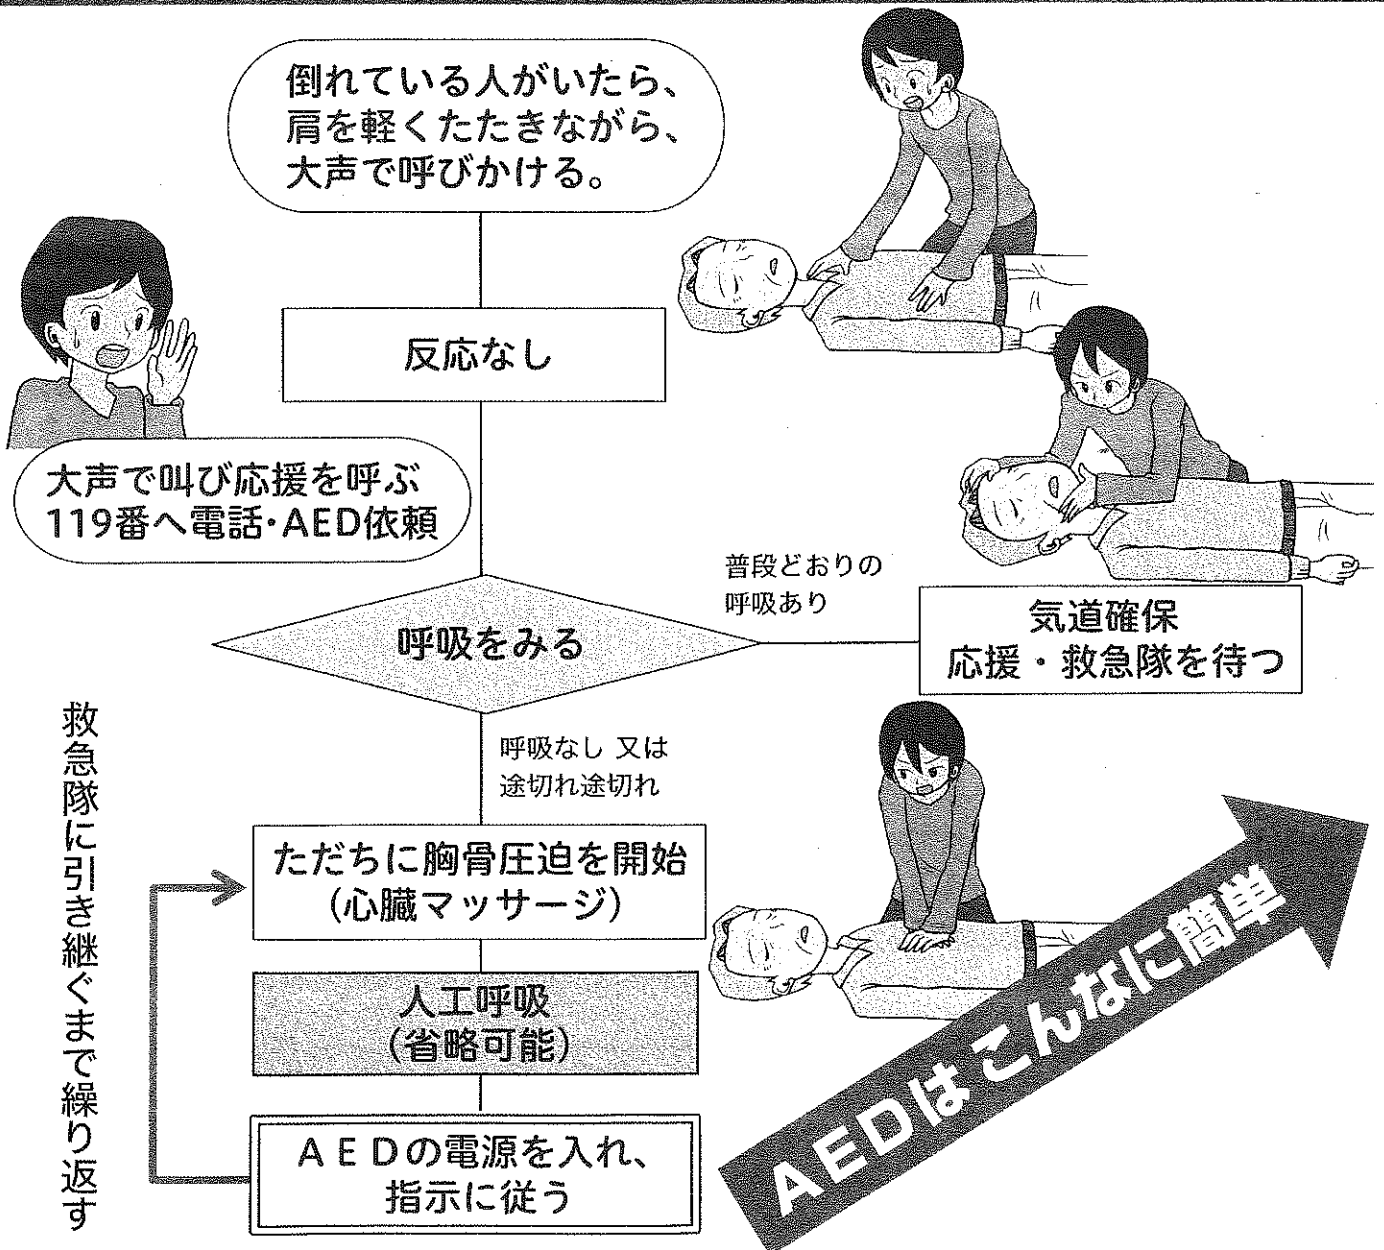 倒れている人がいたら、
肩を軽くたたきながら、
大声で呼びかける。
反応なし
大声で叫び応援を呼ぶ
119番へ電話・AED依頼
呼吸をみる
普段どおりの
呼吸あり
気道確保
応援・救急隊を待つ
呼吸なし 又は
途切れ途切れ
ただちに胸骨圧迫を開始
(心臓マッサージ)
人工呼吸
(省略可能)
AEDの電源を入れ、
指示に従う
救急隊に引き継ぐまで繰り返す
AEDはこんなに簡単